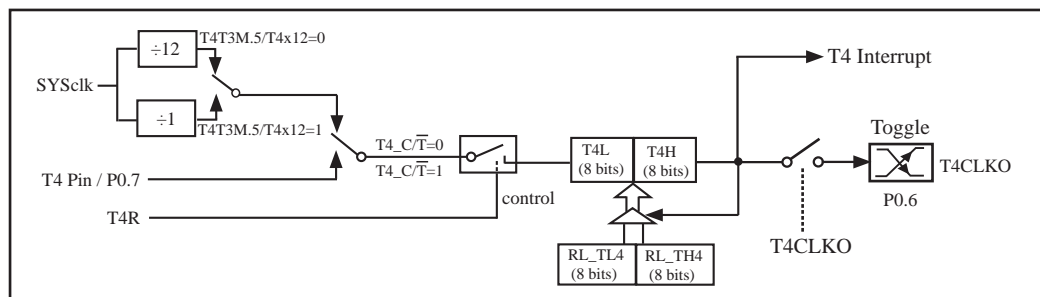 ÷12
T4T3M.5/T4x12=0
SYSclk
÷1
T4T3M.5/T4x12=1
T4 Pin / P0.7
T4_C/T̅=0
T4_C/T̅=1
T4R
control
T4L
(8 bits)
T4H
(8 bits)
RL_TL4
(8 bits)
RL_TH4
(8 bits)
T4 Interrupt
Toggle
T4CLKO
P0.6
T4CLKO